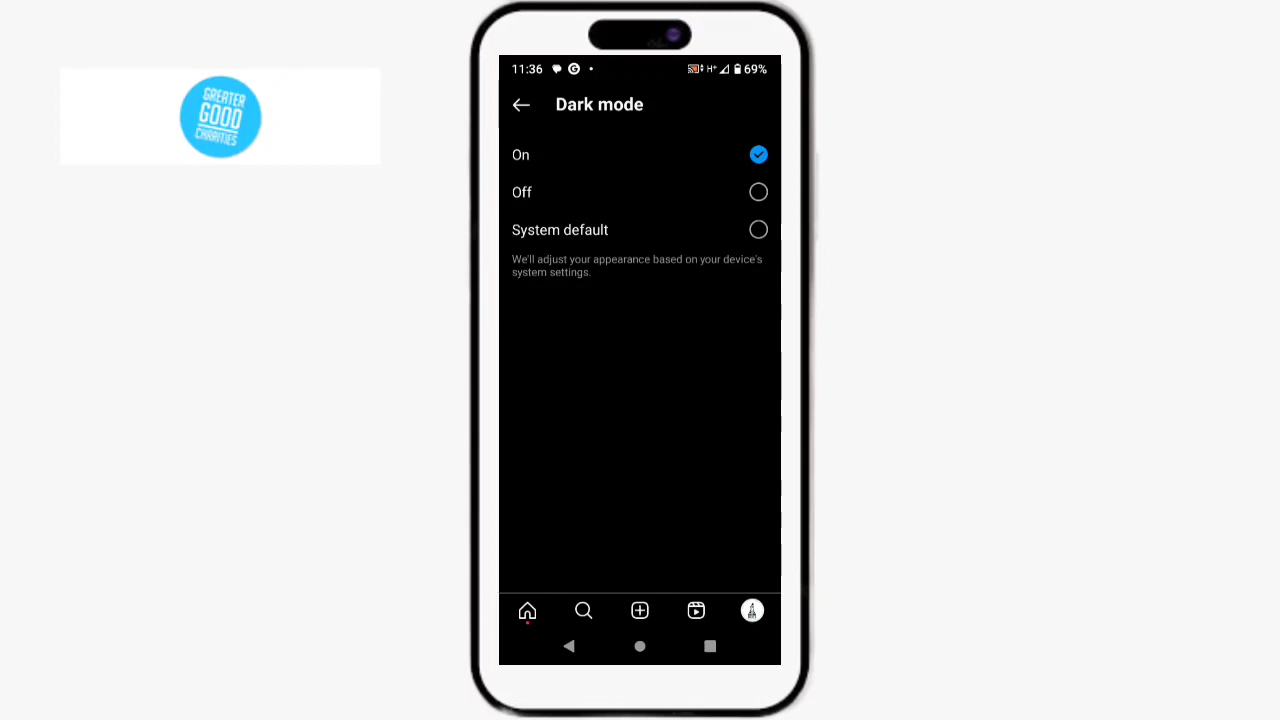 GREATER
GOOD
CHARITIES
11:36
H+
69%
Dark mode
On
Off
System default
We'll adjust your appearance based on your device's
system settings.